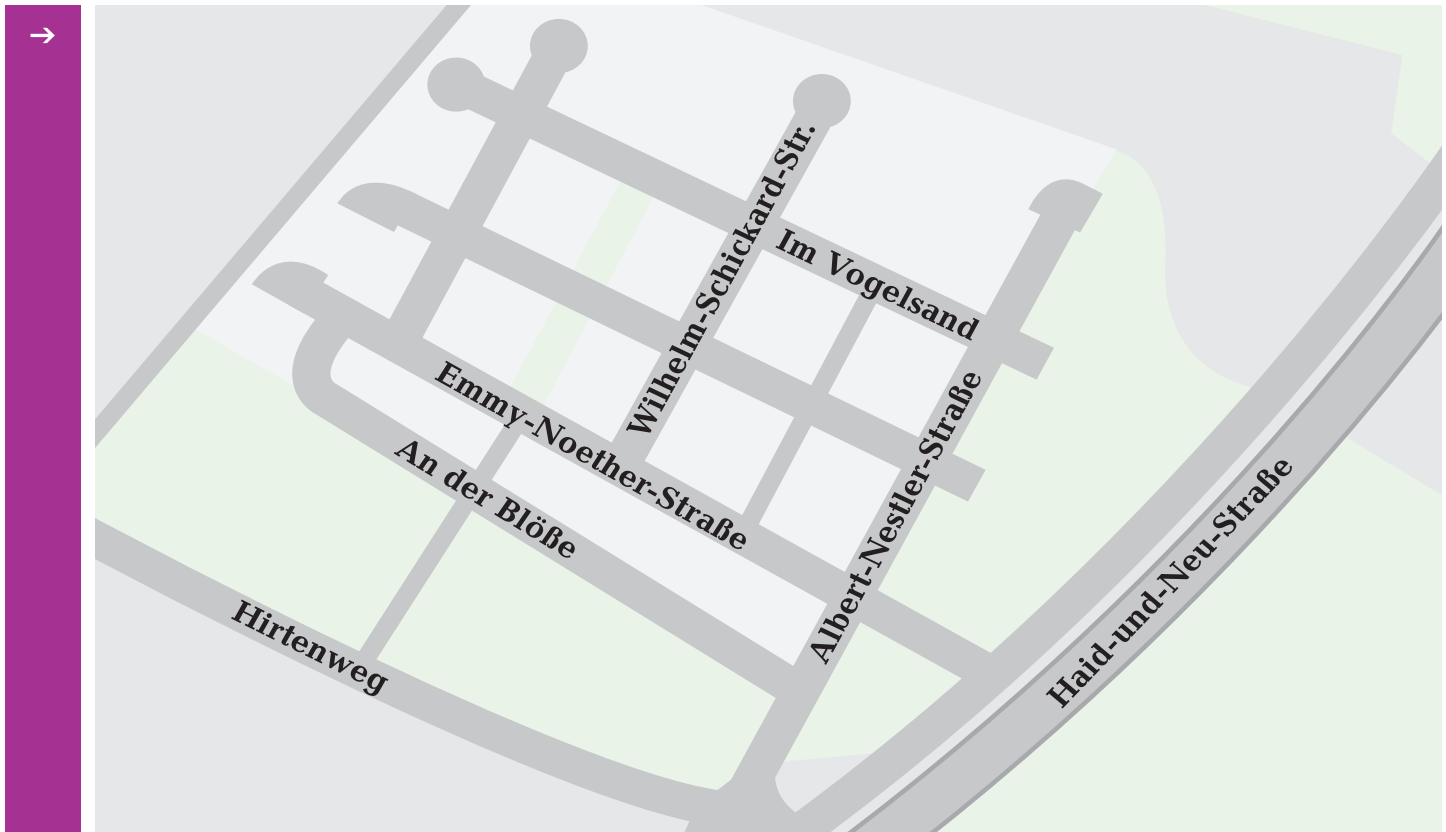 ➔
Wilhelm-Schickard-Str.
Im Vogelsand
Emmy-Noether-Straße
Albert-Nestler-Straße
An der Blöße
Haid-und-Neu-Straße
Hirtenweg